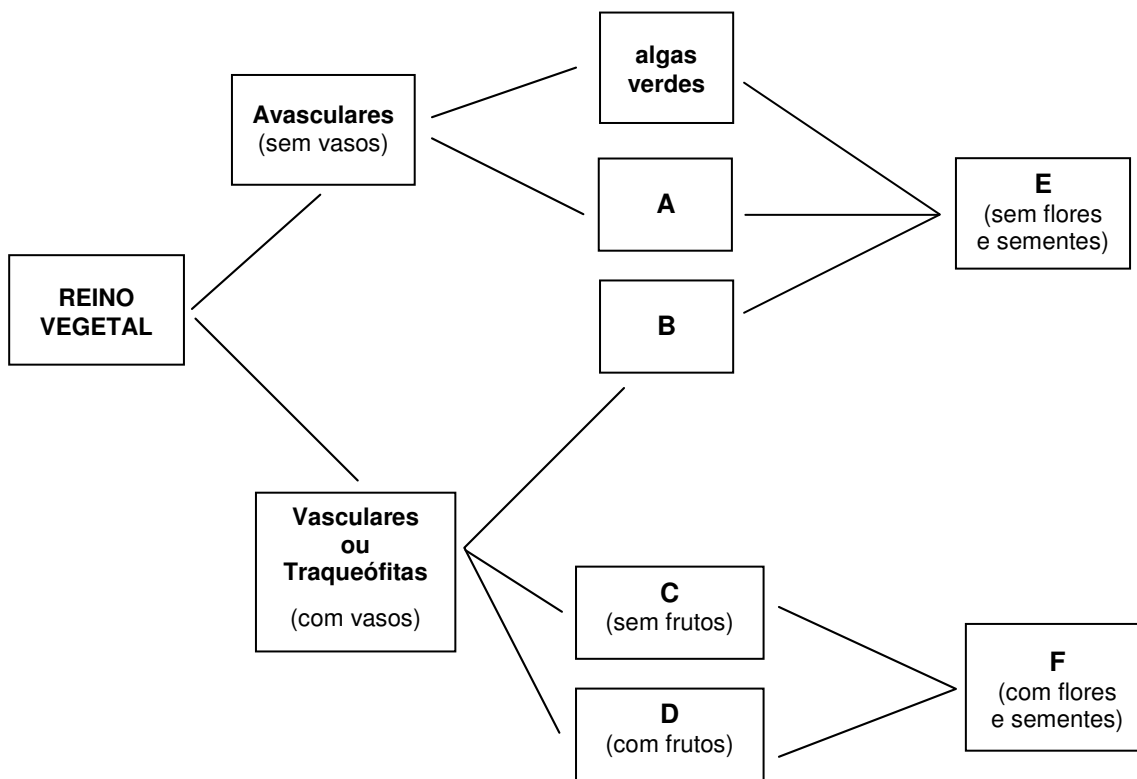 algas
verdes
Avasculares
(sem vasos)
A
E
(sem flores
e sementes)
REINO
VEGETAL
B
Vasculares
ou
Traqueófitas
(com vasos)
C
(sem frutos)
F
(com flores
e sementes)
D
(com frutos)